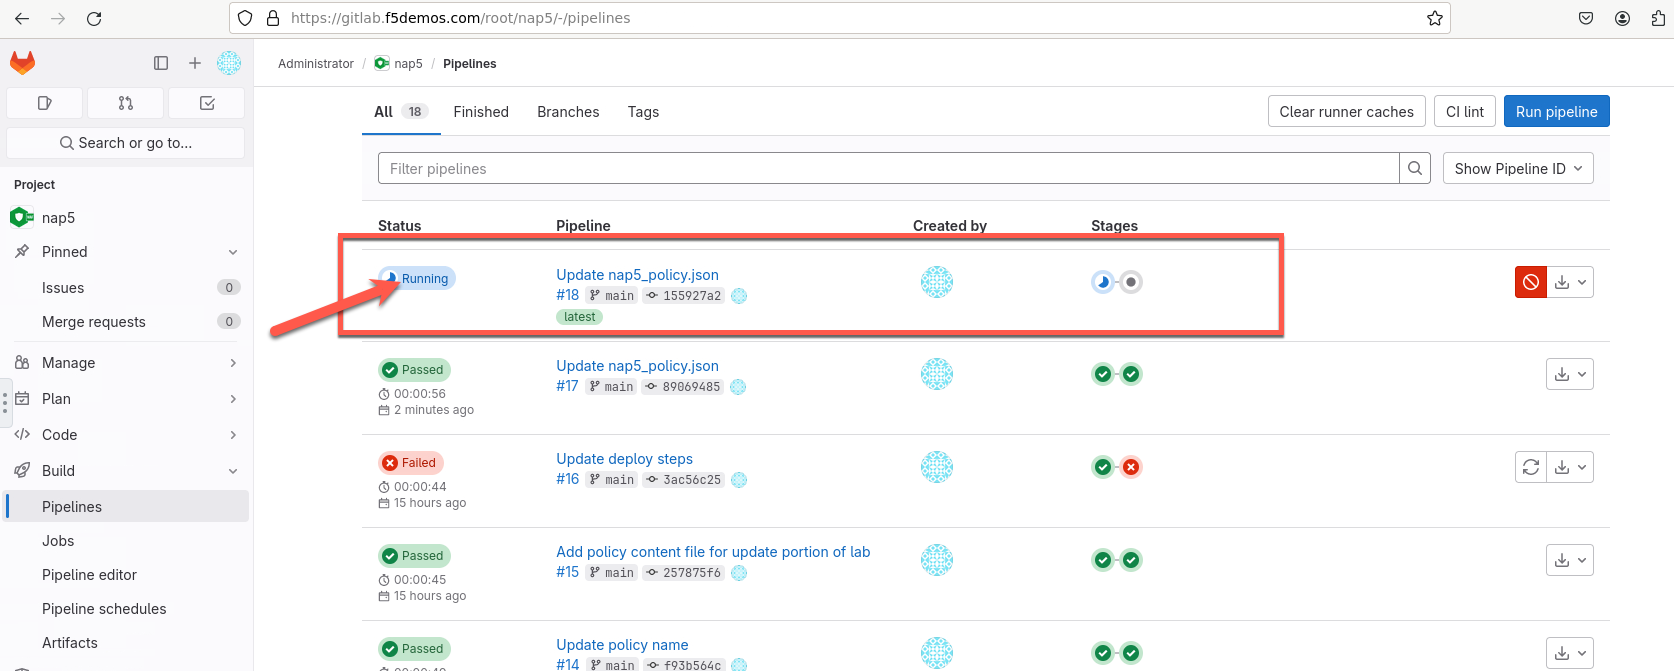 https://gitlab.f5demos.com/root/nap5/-/pipelines
Administrator / nap5 / Pipelines
Search or go to...
Project
nap5
Pinned
Issues 0
Merge requests 0
Manage
Plan
Code
Build
Pipelines
Jobs
Pipeline editor
Pipeline schedules
Artifacts
All 18 Finished Branches Tags
Clear runner caches CI lint Run pipeline
Filter pipelines Show Pipeline ID
Status Pipeline Created by Stages
Running Update nap5_policy.json
#18 main 155927a2
latest
Passed Update nap5_policy.json
#17 main 89069485
00:00:56
2 minutes ago
Failed Update deploy steps
#16 main 3ac56c25
00:00:44
15 hours ago
Passed Add policy content file for update portion of lab
#15 main 257875f6
00:00:45
15 hours ago
Passed Update policy name
#14 main f93b564c